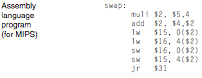 Assembly
language
program
(for MIPS)
swap:
muli $2, $5,4
add $2, $4,$2
lw $15, 0($2)
lw $16, 4($2)
sw $16, 0($2)
sw $15, 4($2)
jr $31